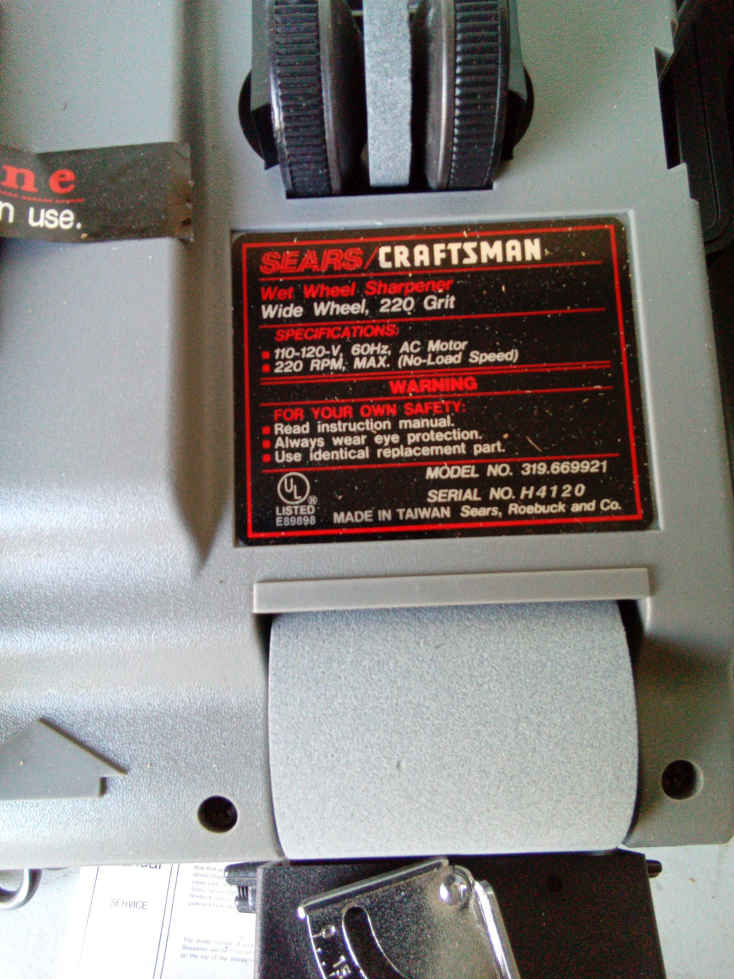 ne
n use.
SEARS/CRAFTSMAN
Wet Wheel Sharpener
Wide Wheel, 220 Grit
SPECIFICATIONS:
110-120-V, 60Hz, AC Motor
220 RPM, MAX. (No-Load Speed)
WARNING
FOR YOUR OWN SAFETY:
Read instruction manual.
Always wear eye protection.
Use identical replacement part.
MODEL NO. 319.669921
SERIAL NO. H4120
UL
®
LISTED
E89898
MADE IN TAIWAN Sears, Roebuck and Co.
SERVICE
0 15